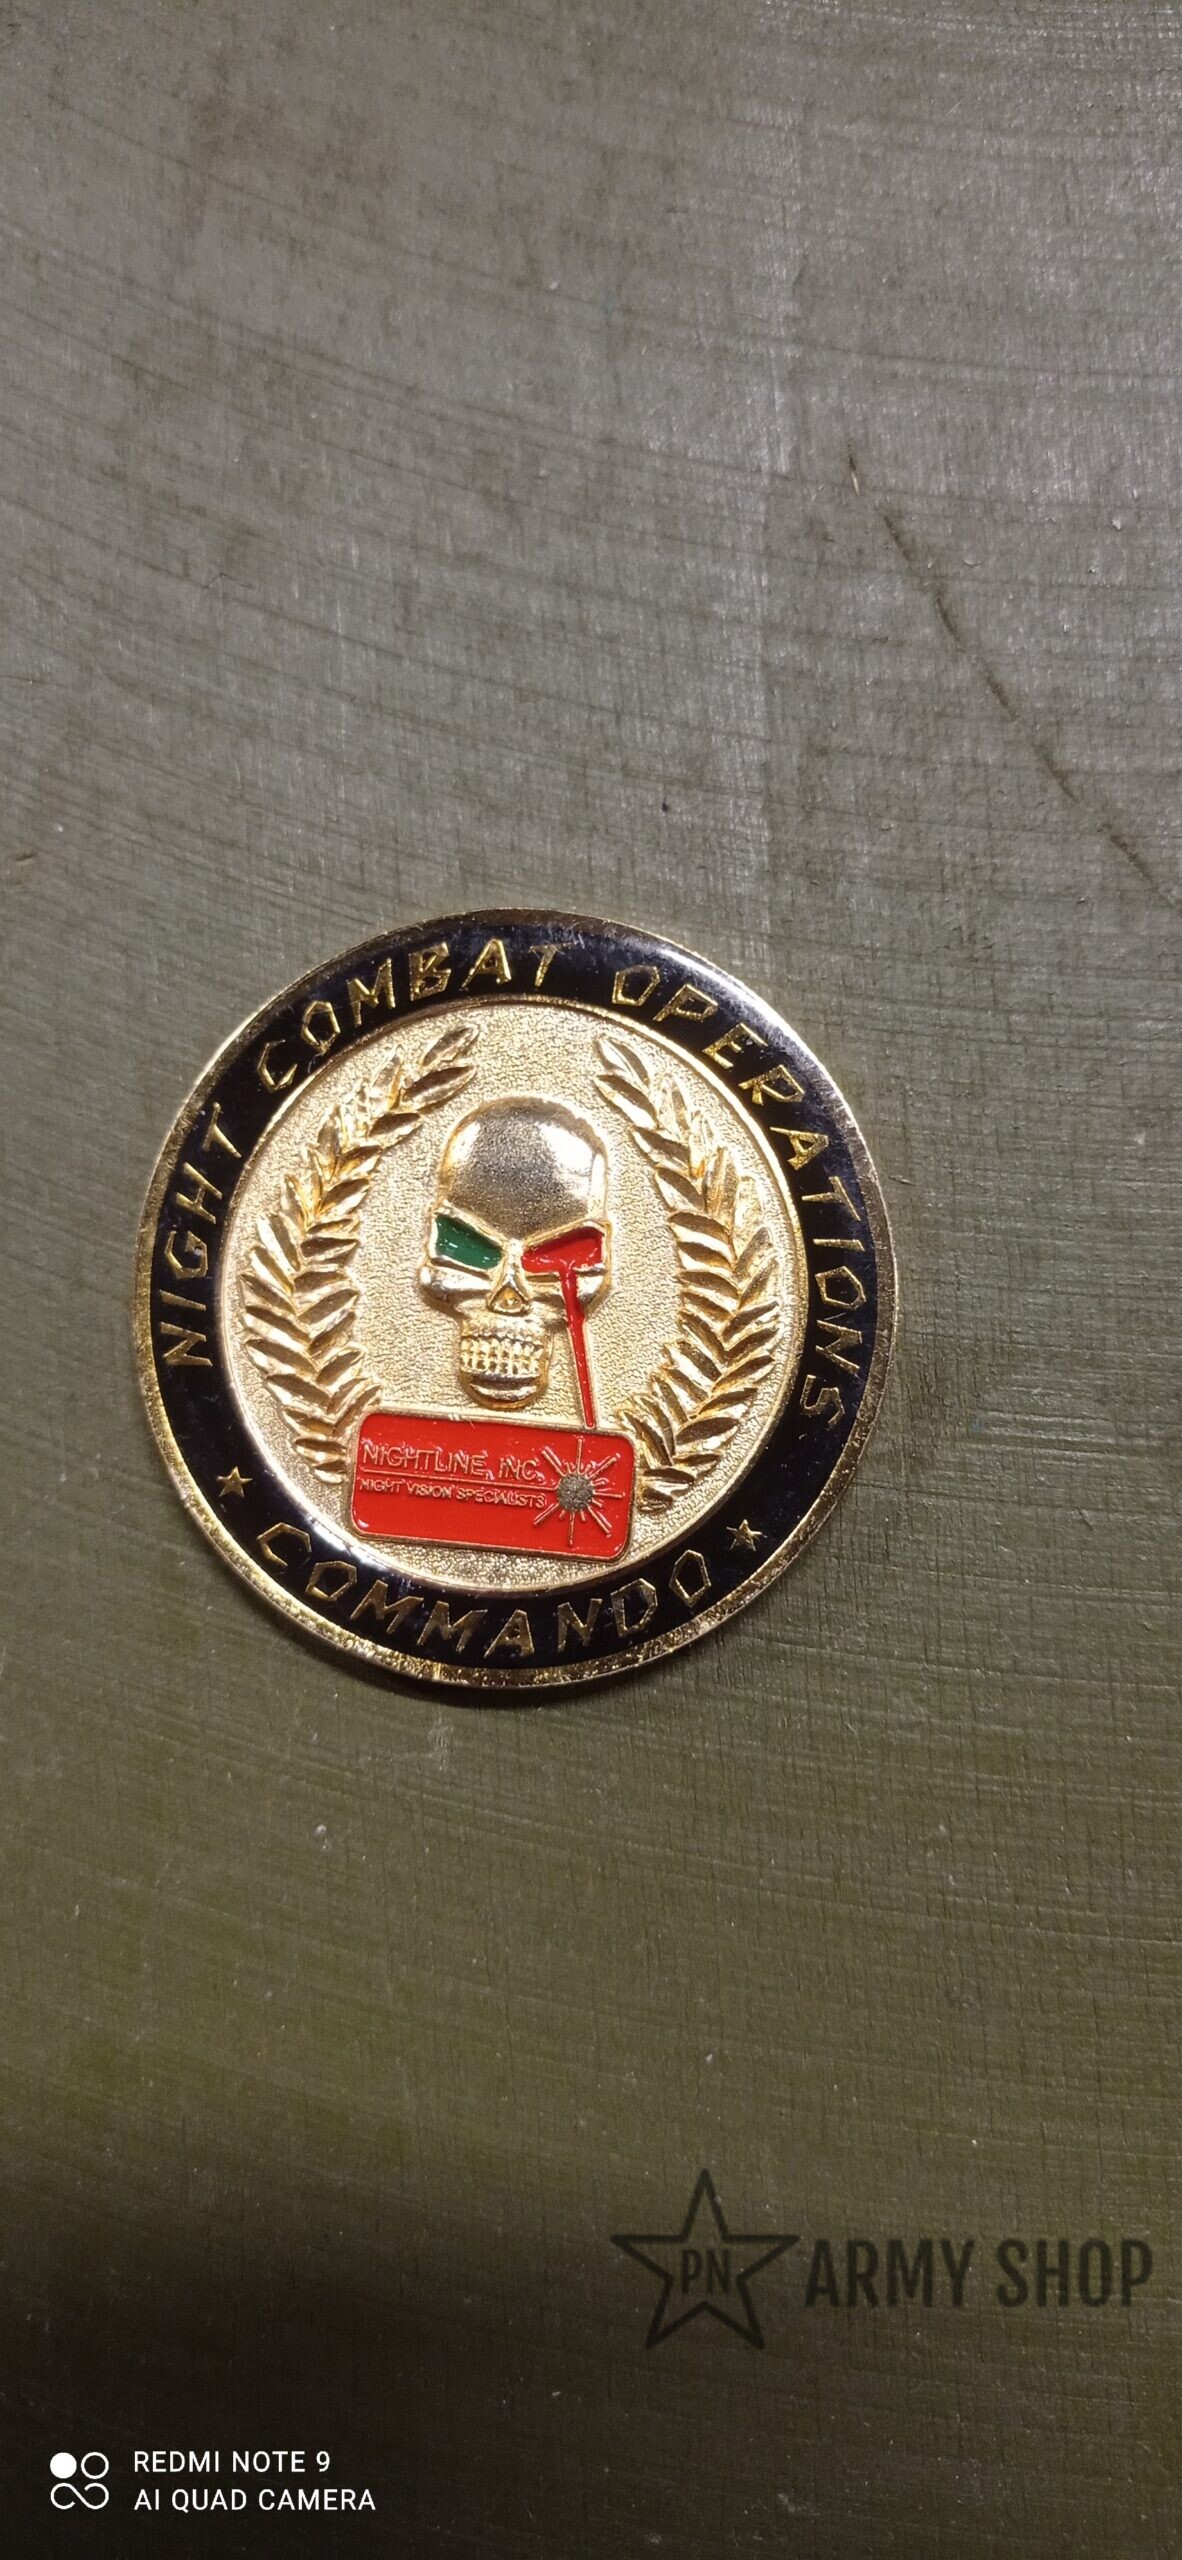 NIGHT COMBAT OPERATIONS
NIGHTLINE, INC.
NIGHT VISION SPECIALISTS
COMMANDO
PN ARMY SHOP
REDMI NOTE 9
AI QUAD CAMERA